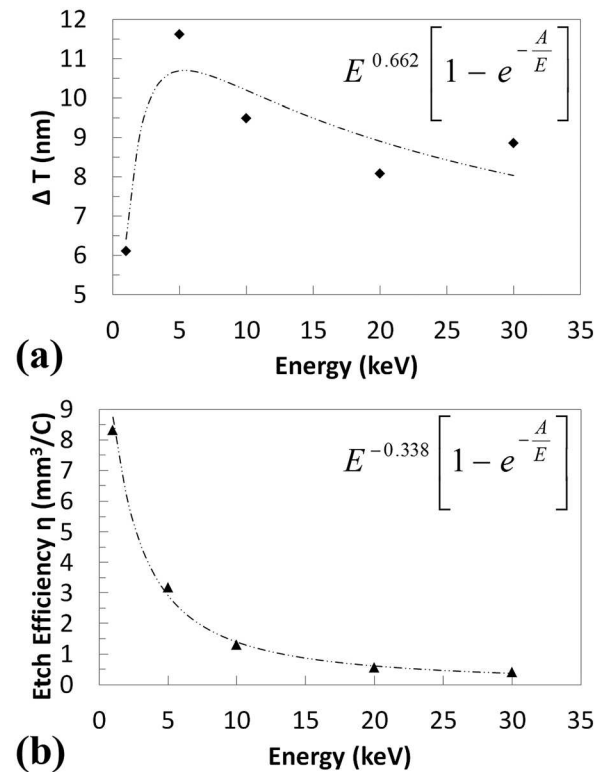 12
11
10
9
8
7
6
5
Δ T (nm)
E^0.662 [1 − e^−A/E]
0 5 10 15 20 25 30 35
Energy (keV)
(a)
9
8
7
6
5
4
3
2
1
0
Etch Efficiency η (mm³/C)
E^−0.338 [1 − e^−A/E]
0 5 10 15 20 25 30 35
Energy (keV)
(b)